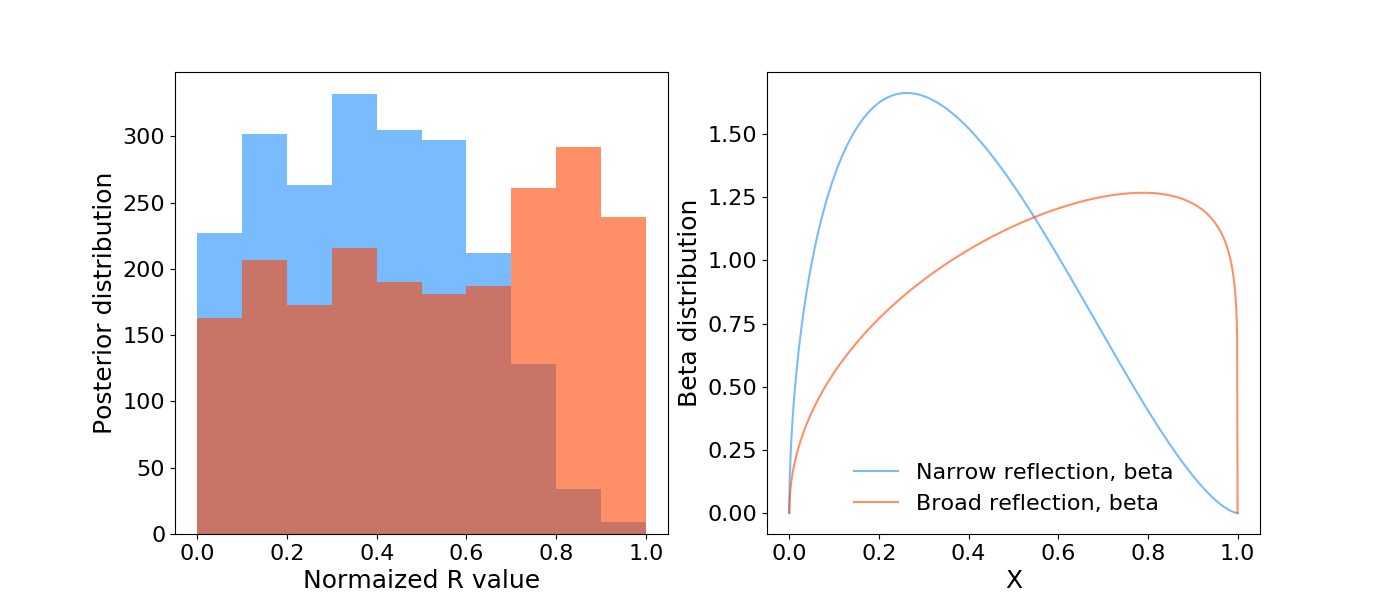 Posterior distribution
300
250
200
150
100
50
0
0.0 0.2 0.4 0.6 0.8 1.0
Normaized R value
Beta distribution
1.50
1.25
1.00
0.75
0.50
0.25
0.00
Narrow reflection, beta
Broad reflection, beta
0.0 0.2 0.4 0.6 0.8 1.0
X